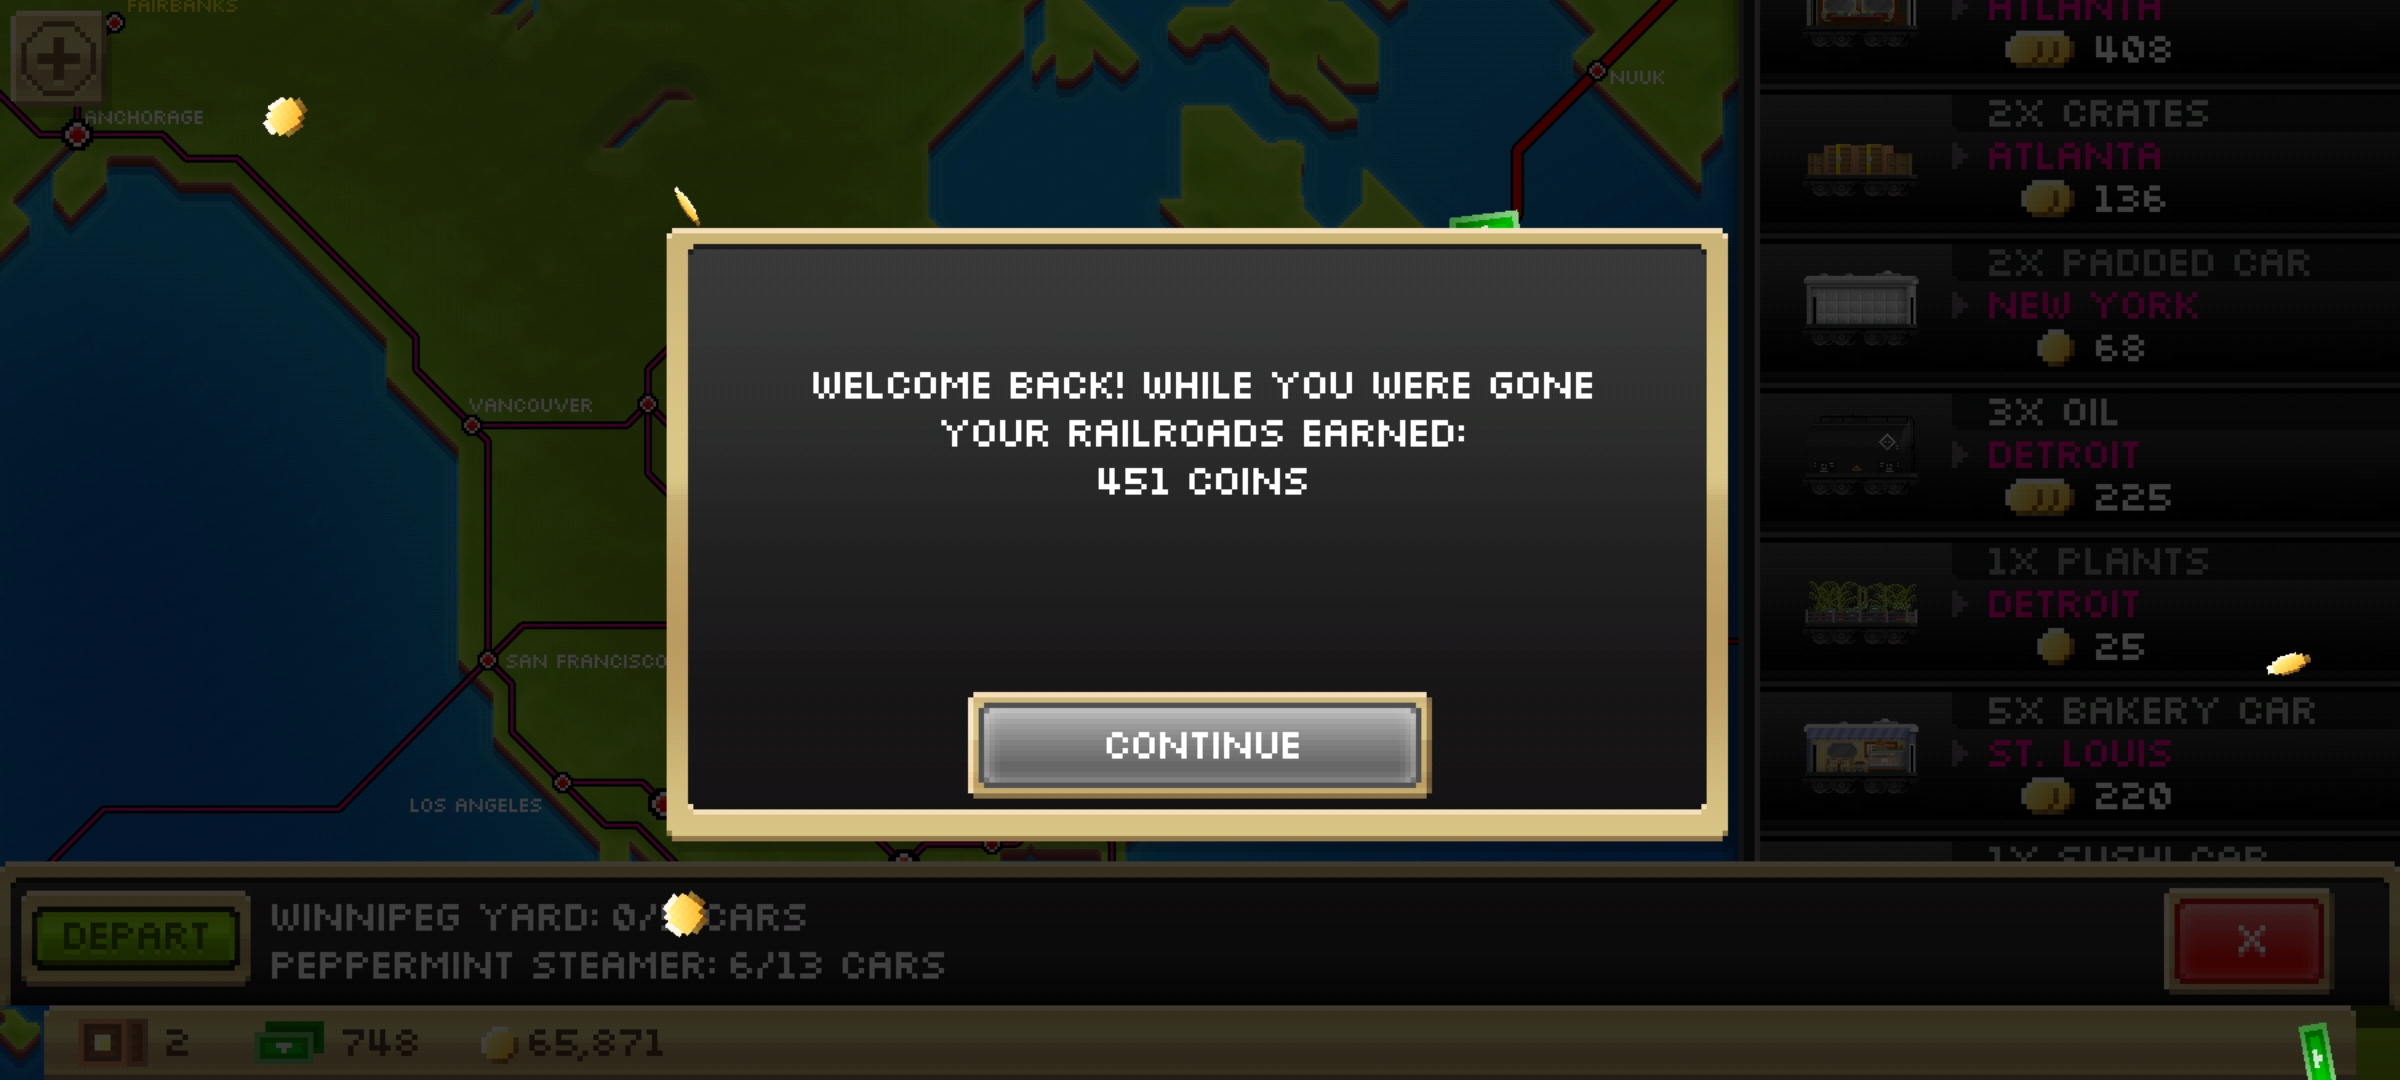 FAIRBANKS
ANCHORAGE
NUUK
VANCOUVER
SAN FRANCISCO
LOS ANGELES
WELCOME BACK! WHILE YOU WERE GONE
YOUR RAILROADS EARNED:
451 COINS
CONTINUE
ATLANTA
408
2X CRATES
ATLANTA
136
2X PADDED CAR
NEW YORK
68
3X OIL
DETROIT
225
1X PLANTS
DETROIT
25
5X BAKERY CAR
ST. LOUIS
220
1X SUSHI CAR
DEPART
WINNIPEG YARD: 0/ CARS
PEPPERMINT STEAMER: 6/13 CARS
X
2
748
65,871